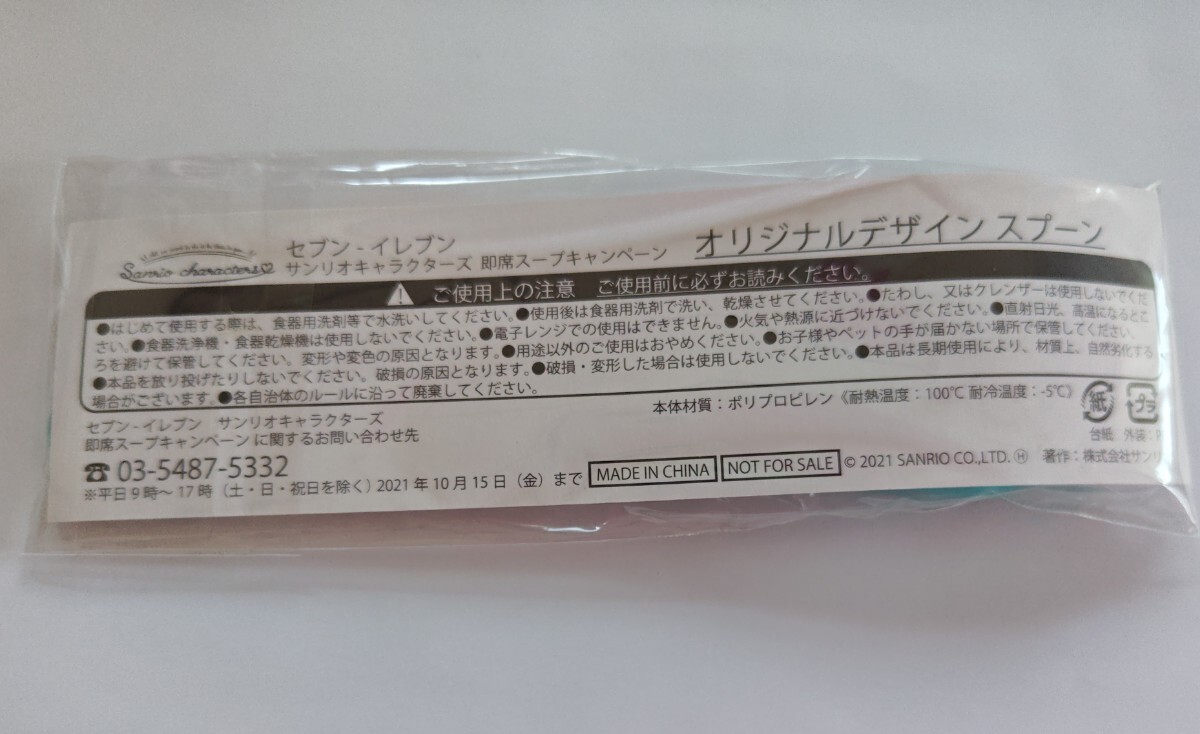 Sanrio characters♡
セブン‐イレブン
サンリオキャラクターズ 即席スープキャンペーン
オリジナルデザイン スプーン
ご使用上の注意 ご使用前に必ずお読みください。
●はじめて使用する際は、食器用洗剤等で水洗いしてください。●使用後は食器用洗剤で洗い、乾燥させてください。●たわし、又はクレンザーは使用しないでくだ
さい。●食器洗浄機・食器乾燥機は使用しないでください。●電子レンジでの使用はできません。●火気や熱源に近づけないでください。●直射日光、高温になるとこ
ろを避けて保管してください。変形や変色の原因となります。●用途以外のご使用はおやめください。●お子様やペットの手が届かない場所で保管してください。
●本品を放り投げたりしないでください。破損の原因となります。●破損・変形した場合は使用しないでください。●本品は長期使用により、材質上、自然劣化する
場合がございます。●各自治体のルールに沿って廃棄してください。
本体材質：ポリプロピレン《耐熱温度：100℃ 耐冷温度：-5℃》
紙
プラ
台紙 外装：P
セブン‐イレブン サンリオキャラクターズ
即席スープキャンペーン に関するお問い合わせ先
☎ 03-5487-5332
※平日9時〜17時（土・日・祝日を除く）2021年10月15日（金）まで
MADE IN CHINA
NOT FOR SALE
© 2021 SANRIO CO.,LTD. Ⓗ 著作：株式会社サンリ